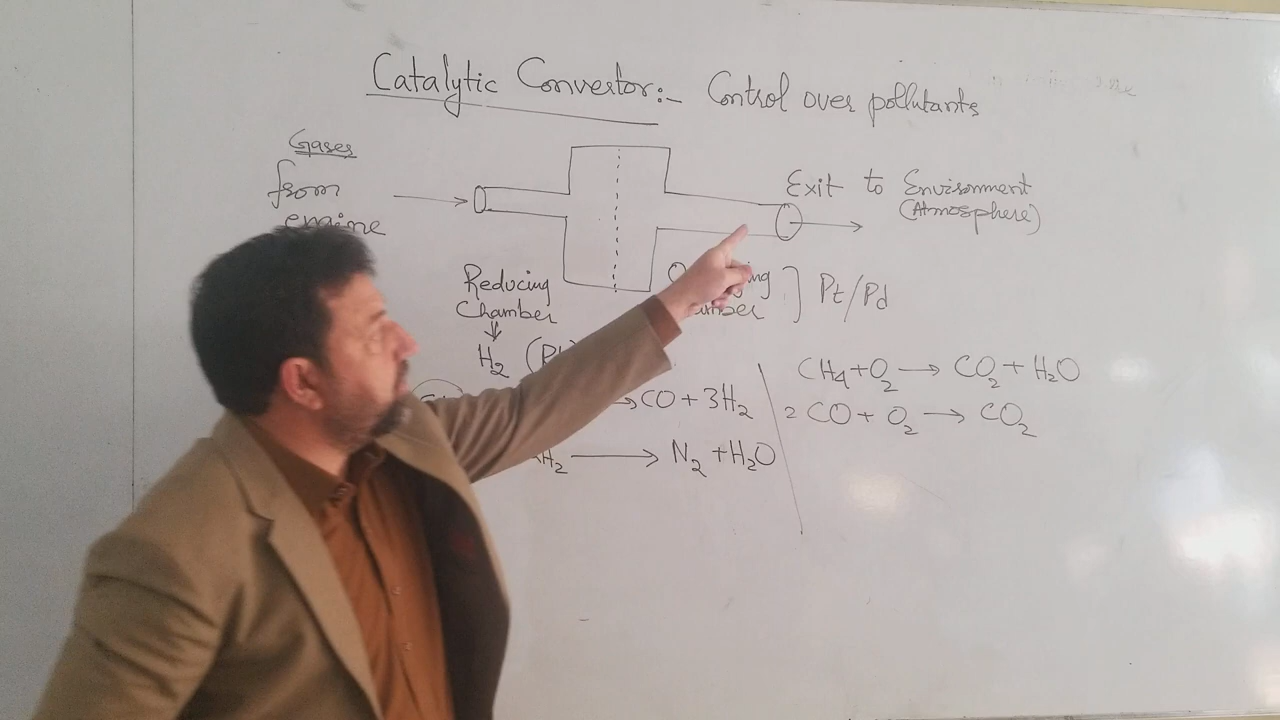 Catalytic Convertor:- Control over pollutants
Gases
from
engine
Exit to Environment
(Atmosphere)
Reducing
Chamber
Pt/Pd
H2
CH4+O2 → CO2+H2O
→CO+3H2
2 CO+O2 → CO2
→ N2+H2O